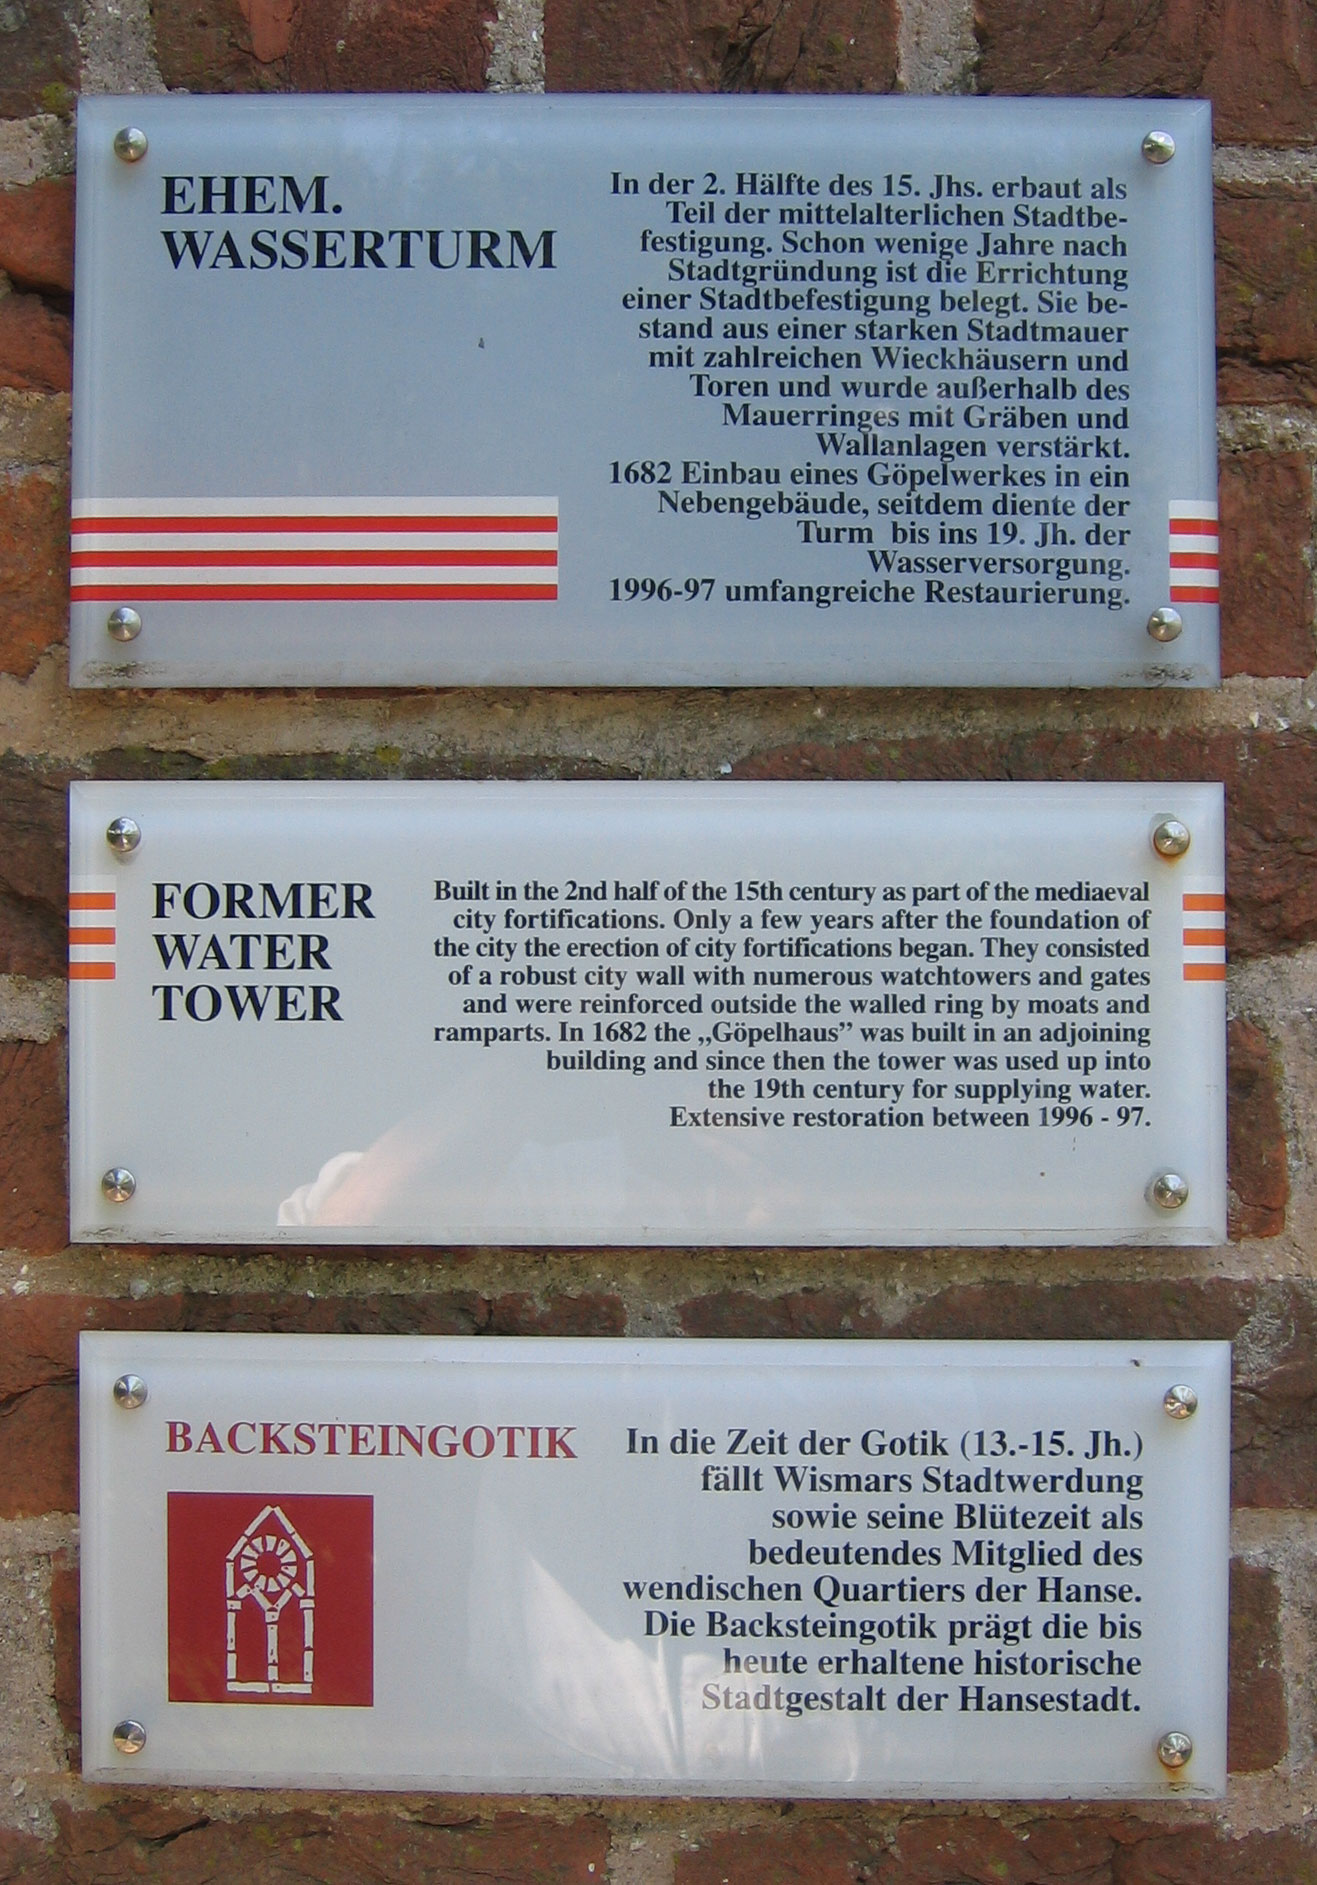 EHEM.
WASSERTURM
In der 2. Hälfte des 15. Jhs. erbaut als
Teil der mittelalterlichen Stadtbe-
festigung. Schon wenige Jahre nach
Stadtgründung ist die Errichtung
einer Stadtbefestigung belegt. Sie be-
stand aus einer starken Stadtmauer
mit zahlreichen Wieckhäusern und
Toren und wurde außerhalb des
Mauerringes mit Gräben und
Wallanlagen verstärkt.
1682 Einbau eines Göpelwerkes in ein
Nebengebäude, seitdem diente der
Turm bis ins 19. Jh. der
Wasserversorgung.
1996-97 umfangreiche Restaurierung.
FORMER
WATER
TOWER
Built in the 2nd half of the 15th century as part of the mediaeval
city fortifications. Only a few years after the foundation of
the city the erection of city fortifications began. They consisted
of a robust city wall with numerous watchtowers and gates
and were reinforced outside the walled ring by moats and
ramparts. In 1682 the „Göpelhaus” was built in an adjoining
building and since then the tower was used up into
the 19th century for supplying water.
Extensive restoration between 1996 - 97.
BACKSTEINGOTIK
In die Zeit der Gotik (13.-15. Jh.)
fällt Wismars Stadtwerdung
sowie seine Blütezeit als
bedeutendes Mitglied des
wendischen Quartiers der Hanse.
Die Backsteingotik prägt die bis
heute erhaltene historische
Stadtgestalt der Hansestadt.